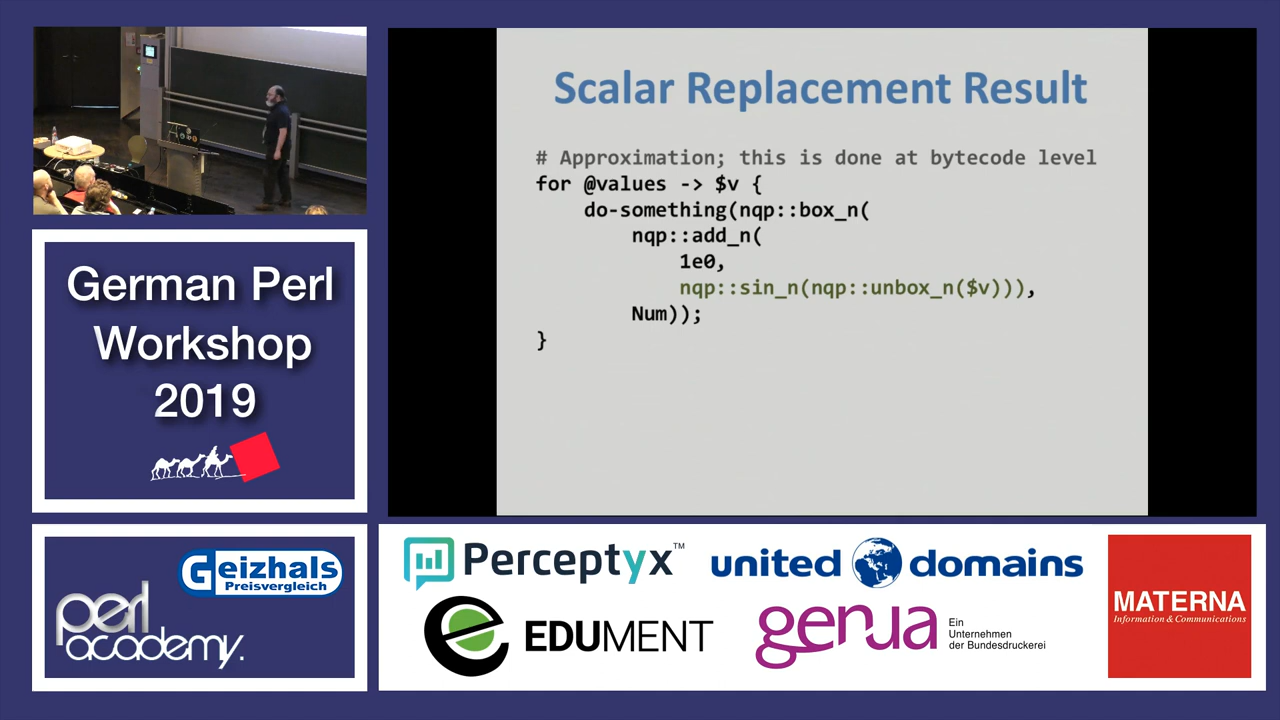 Scalar Replacement Result
# Approximation; this is done at bytecode level
for @values -> $v {
    do-something(nqp::box_n(
        nqp::add_n(
            1e0,
            nqp::sin_n(nqp::unbox_n($v))),
        Num));
}
German Perl
Workshop
2019
Geizhals
Preisvergleich
perl
academy.
Perceptyx™
united domains
MATERNA
Information & Communications
EDUMENT
genua
Ein
Unternehmen
der Bundesdruckerei